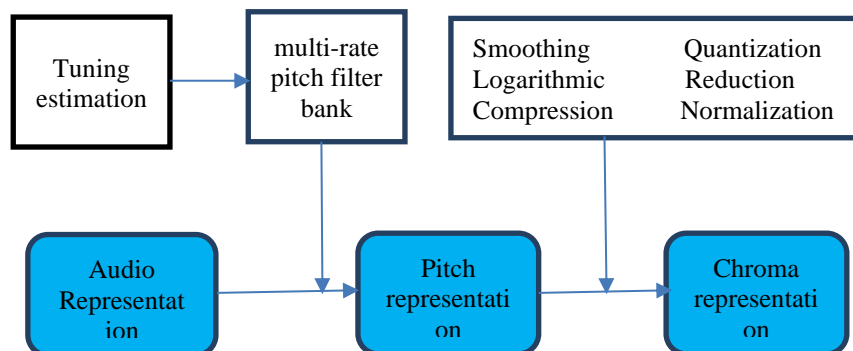 Tuning
estimation
multi-rate
pitch filter
bank
Smoothing Quantization
Logarithmic Reduction
Compression Normalization
Audio
Representat
ion
Pitch
representati
on
Chroma
representati
on